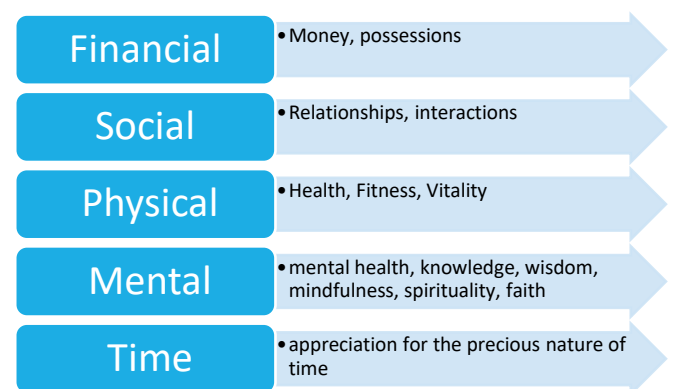 Financial
•Money, possessions
Social
•Relationships, interactions
Physical
•Health, Fitness, Vitality
Mental
•mental health, knowledge, wisdom,
mindfulness, spirituality, faith
Time
•appreciation for the precious nature of
time